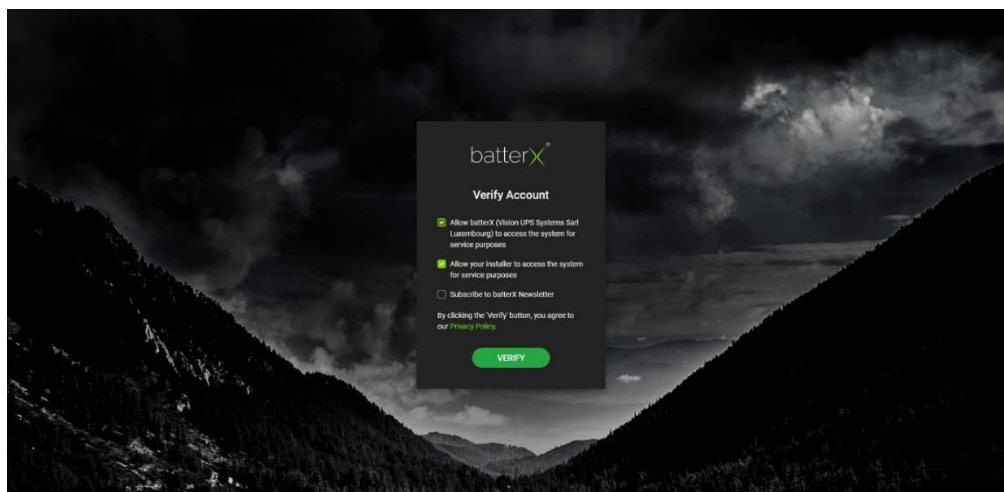 batterX®
Verify Account
Allow batterX (Vision UPS Systems Sarl
Luxembourg) to access the system for
service purposes
Allow your installer to access the system
for service purposes
Subscribe to batterX Newsletter
By clicking the 'Verify' button, you agree to
our Privacy Policy.
VERIFY